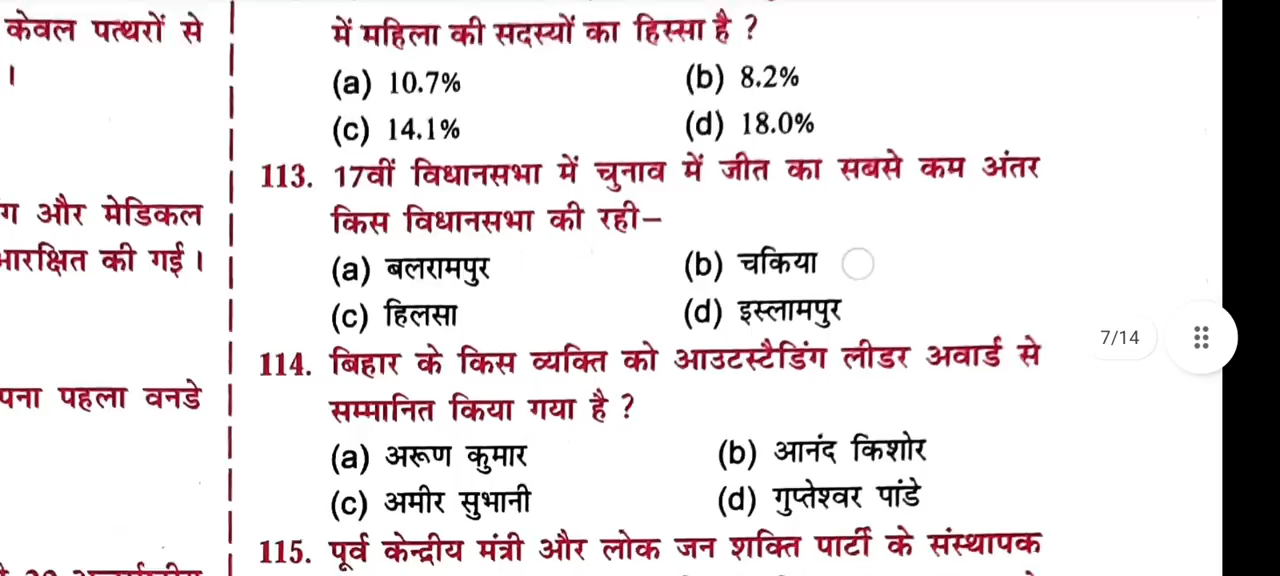 केवल पत्थरों से
।
ग और मेडिकल
आरक्षित की गई।
पना पहला वनडे
में महिला की सदस्यों का हिस्सा है ?
(a) 10.7% (b) 8.2%
(c) 14.1% (d) 18.0%
113. 17वीं विधानसभा में चुनाव में जीत का सबसे कम अंतर
किस विधानसभा की रही–
(a) बलरामपुर (b) चकिया
(c) हिलसा (d) इस्लामपुर
114. बिहार के किस व्यक्ति को आउटस्टैडिंग लीडर अवार्ड से
सम्मानित किया गया है ?
(a) अरूण कुमार (b) आनंद किशोर
(c) अमीर सुभानी (d) गुप्तेश्वर पांडे
115. पूर्व केन्द्रीय मंत्री और लोक जन शक्ति पार्टी के संस्थापक
7/14